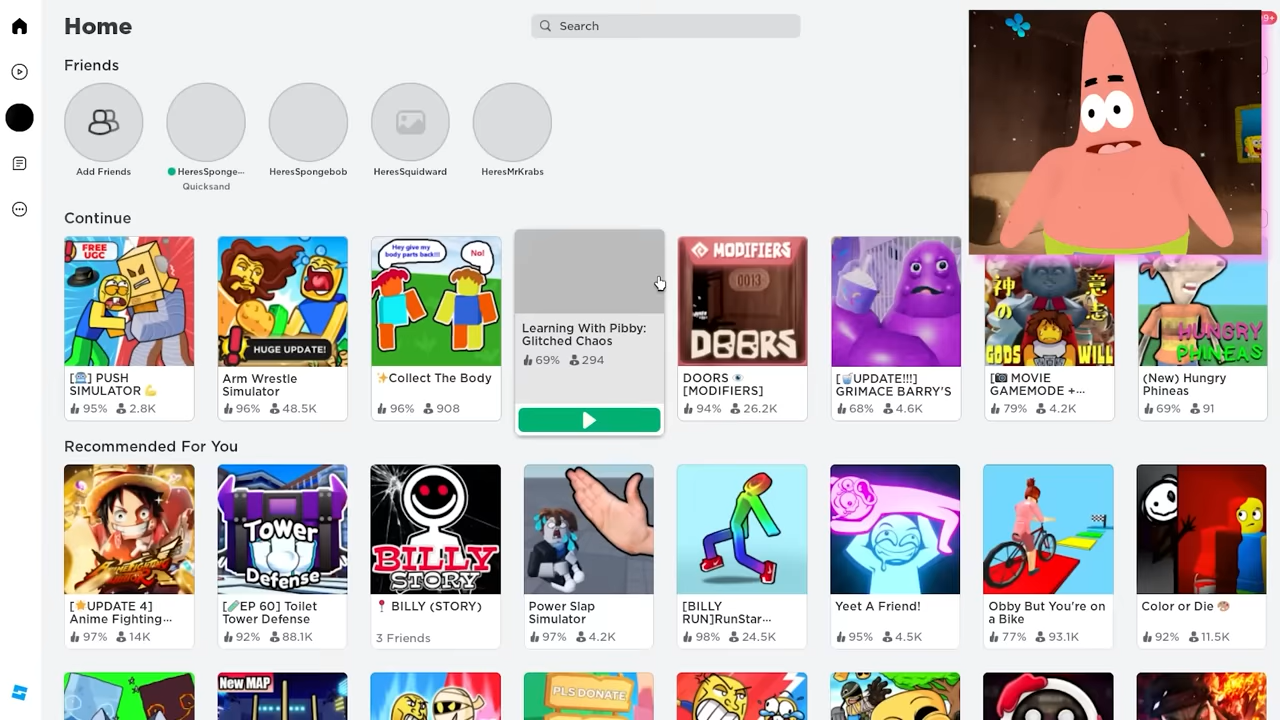 Home
Search
9+
Friends
Add Friends
HeresSponge...
Quicksand
HeresSpongebob
HeresSquidward
HeresMrKrabs
Continue
FREE
UGC
[🤖] PUSH
SIMULATOR 💪
95% 2.8K
HUGE UPDATE!
Arm Wrestle
Simulator
96% 48.5K
Hey give my
body parts back!!!
No!
✨Collect The Body
96% 908
Learning With Pibby:
Glitched Chaos
69% 294
MODIFIERS
0013
DOORS
DOORS 👁
[MODIFIERS]
94% 26.2K
[🥤UPDATE!!!]
GRIMACE BARRY'S
68% 4.6K
神
の
意
志
GODS WILL
[📷 MOVIE
GAMEMODE +...
79% 4.2K
HUNGRY
PHINEAS
(New) Hungry
Phineas
69% 91
Recommended For You
[⭐UPDATE 4]
Anime Fighting...
97% 14K
Tower
Defense
[🧪EP 60] Toilet
Tower Defense
92% 88.1K
BILLY
STORY
📍 BILLY (STORY)
3 Friends
Power Slap
Simulator
97% 4.2K
[BILLY
RUN]RunStar...
98% 24.5K
Yeet A Friend!
95% 4.5K
Obby But You're on
a Bike
77% 93.1K
Color or Die 🎨
92% 11.5K
New MAP
PLS DONATE